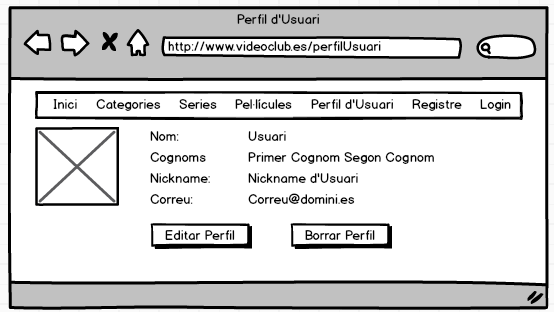 Perfil d'Usuari
http://www.videoclub.es/perfilUsuari
Inici Categories Series Pel·lícules Perfil d'Usuari Registre Login
Nom: Usuari
Cognoms Primer Cognom Segon Cognom
Nickname: Nickname d'Usuari
Correu: Correu@domini.es
Editar Perfil Borrar Perfil